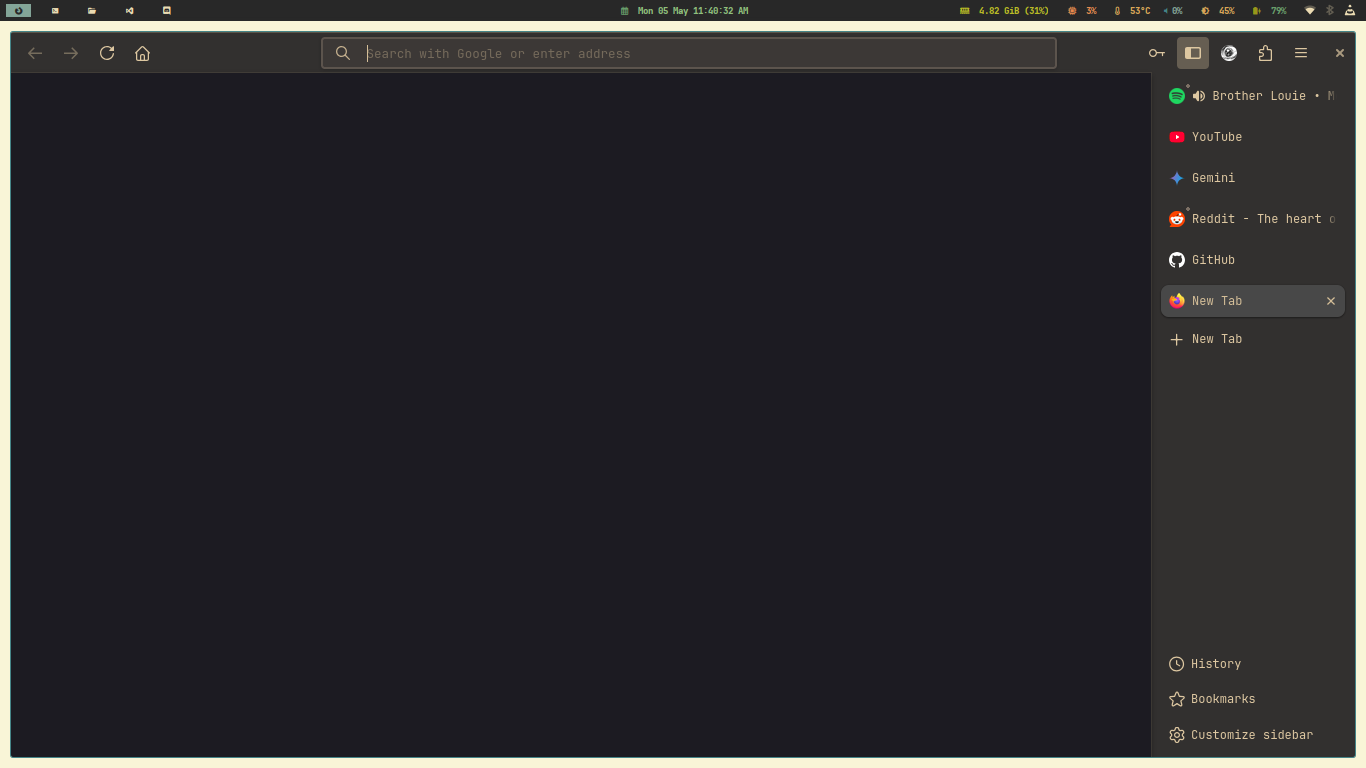 Mon 05 May 11:40:32 AM
4.82 GiB (31%) 3% 53°C 0% 45% 79%
Search with Google or enter address
Brother Louie • M
YouTube
Gemini
Reddit - The heart o
GitHub
New Tab
New Tab
History
Bookmarks
Customize sidebar